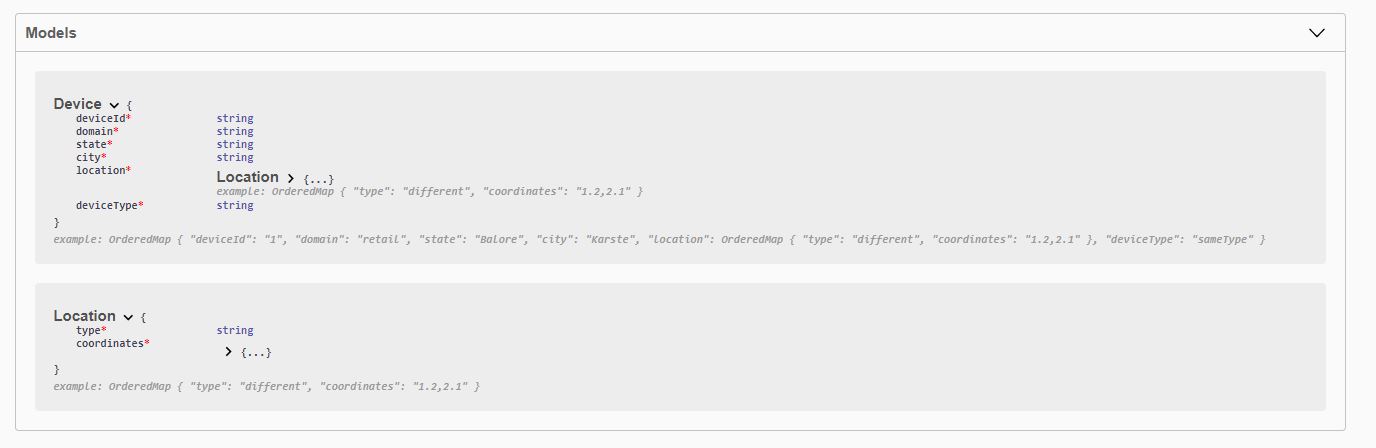 Models
Device {
deviceId* string
domain* string
state* string
city* string
location*
Location > {...}
example: OrderedMap { "type": "different", "coordinates": "1.2,2.1" }
deviceType* string
}
example: OrderedMap { "deviceId": "1", "domain": "retail", "state": "Balore", "city": "Karste", "location": OrderedMap { "type": "different", "coordinates": "1.2,2.1" }, "deviceType": "sameType" }
Location {
type* string
coordinates*
> {...}
}
example: OrderedMap { "type": "different", "coordinates": "1.2,2.1" }